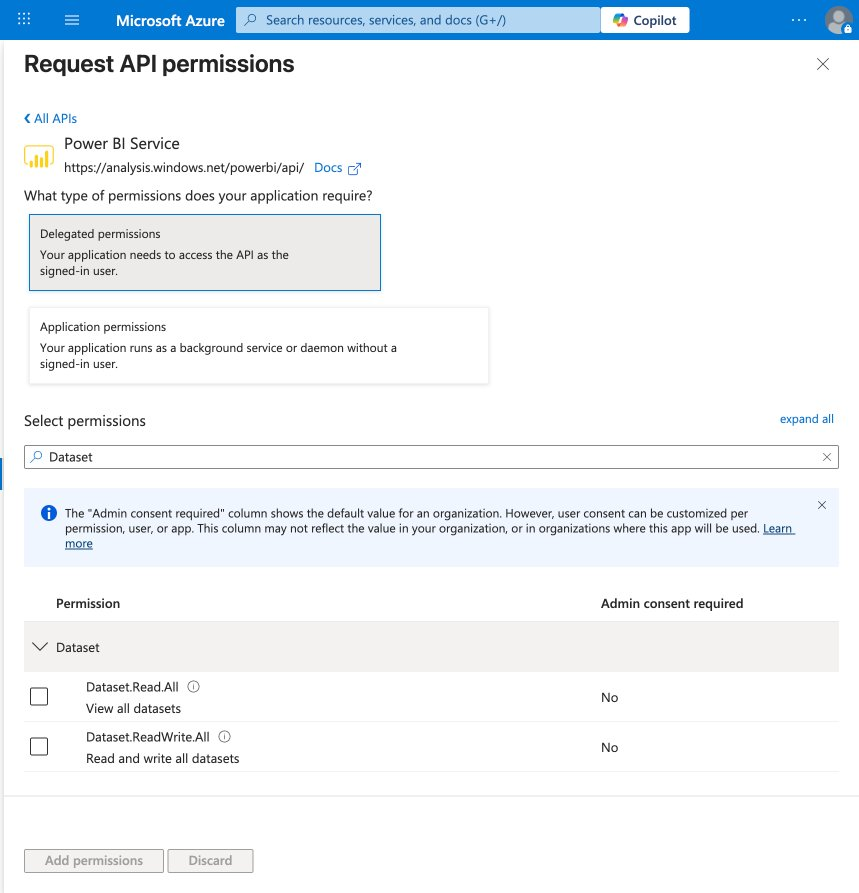 Microsoft Azure
Search resources, services, and docs (G+/)
Copilot
Request API permissions
All APIs
Power BI Service
https://analysis.windows.net/powerbi/api/ Docs
What type of permissions does your application require?
Delegated permissions
Your application needs to access the API as the
signed-in user.
Application permissions
Your application runs as a background service or daemon without a
signed-in user.
Select permissions
expand all
Dataset
The "Admin consent required" column shows the default value for an organization. However, user consent can be customized per
permission, user, or app. This column may not reflect the value in your organization, or in organizations where this app will be used. Learn
more
Permission Admin consent required
Dataset
Dataset.Read.All
View all datasets
No
Dataset.ReadWrite.All
Read and write all datasets
No
Add permissions Discard